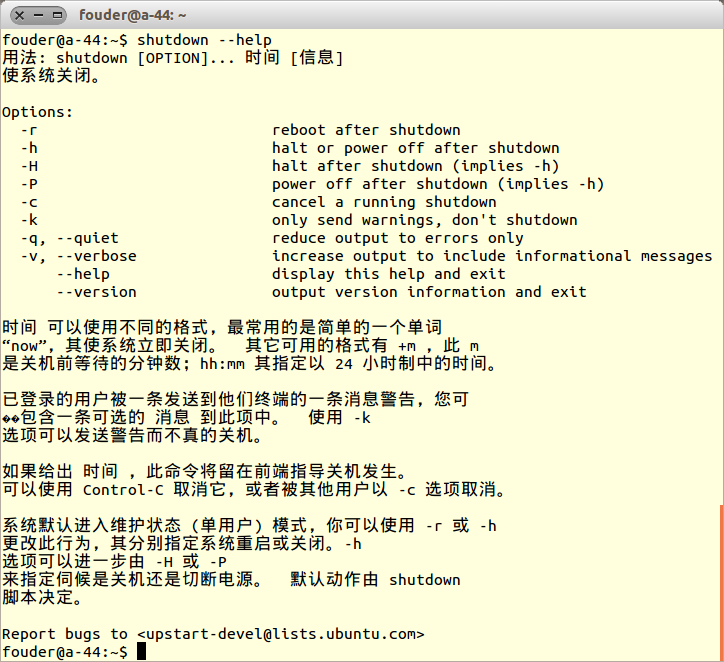 fouder@a-44: ~
fouder@a-44:~$ shutdown --help
用法: shutdown [OPTION]... 时间 [信息]
使系统关闭。
Options:
-r reboot after shutdown
-h halt or power off after shutdown
-H halt after shutdown (implies -h)
-P power off after shutdown (implies -h)
-c cancel a running shutdown
-k only send warnings, don't shutdown
-q, --quiet reduce output to errors only
-v, --verbose increase output to include informational messages
--help display this help and exit
--version output version information and exit
时间 可以使用不同的格式，最常用的是简单的一个单词
“now”，其使系统立即关闭。 其它可用的格式有 +m ，此 m
是关机前等待的分钟数；hh:mm 其指定以 24 小时制中的时间。
已登录的用户被一条发送到他们终端的一条消息警告，您可
��包含一条可选的 消息 到此项中。 使用 -k
选项可以发送警告而不真的关机。
如果给出 时间 ，此命令将留在前端指导关机发生。
可以使用 Control-C 取消它，或者被其他用户以 -c 选项取消。
系统默认进入维护状态 (单用户) 模式，你可以使用 -r 或 -h
更改此行为，其分别指定系统重启或关闭。-h
选项可以进一步由 -H 或 -P
来指定伺候是关机还是切断电源。 默认动作由 shutdown
脚本决定。
Report bugs to <upstart-devel@lists.ubuntu.com>
fouder@a-44:~$